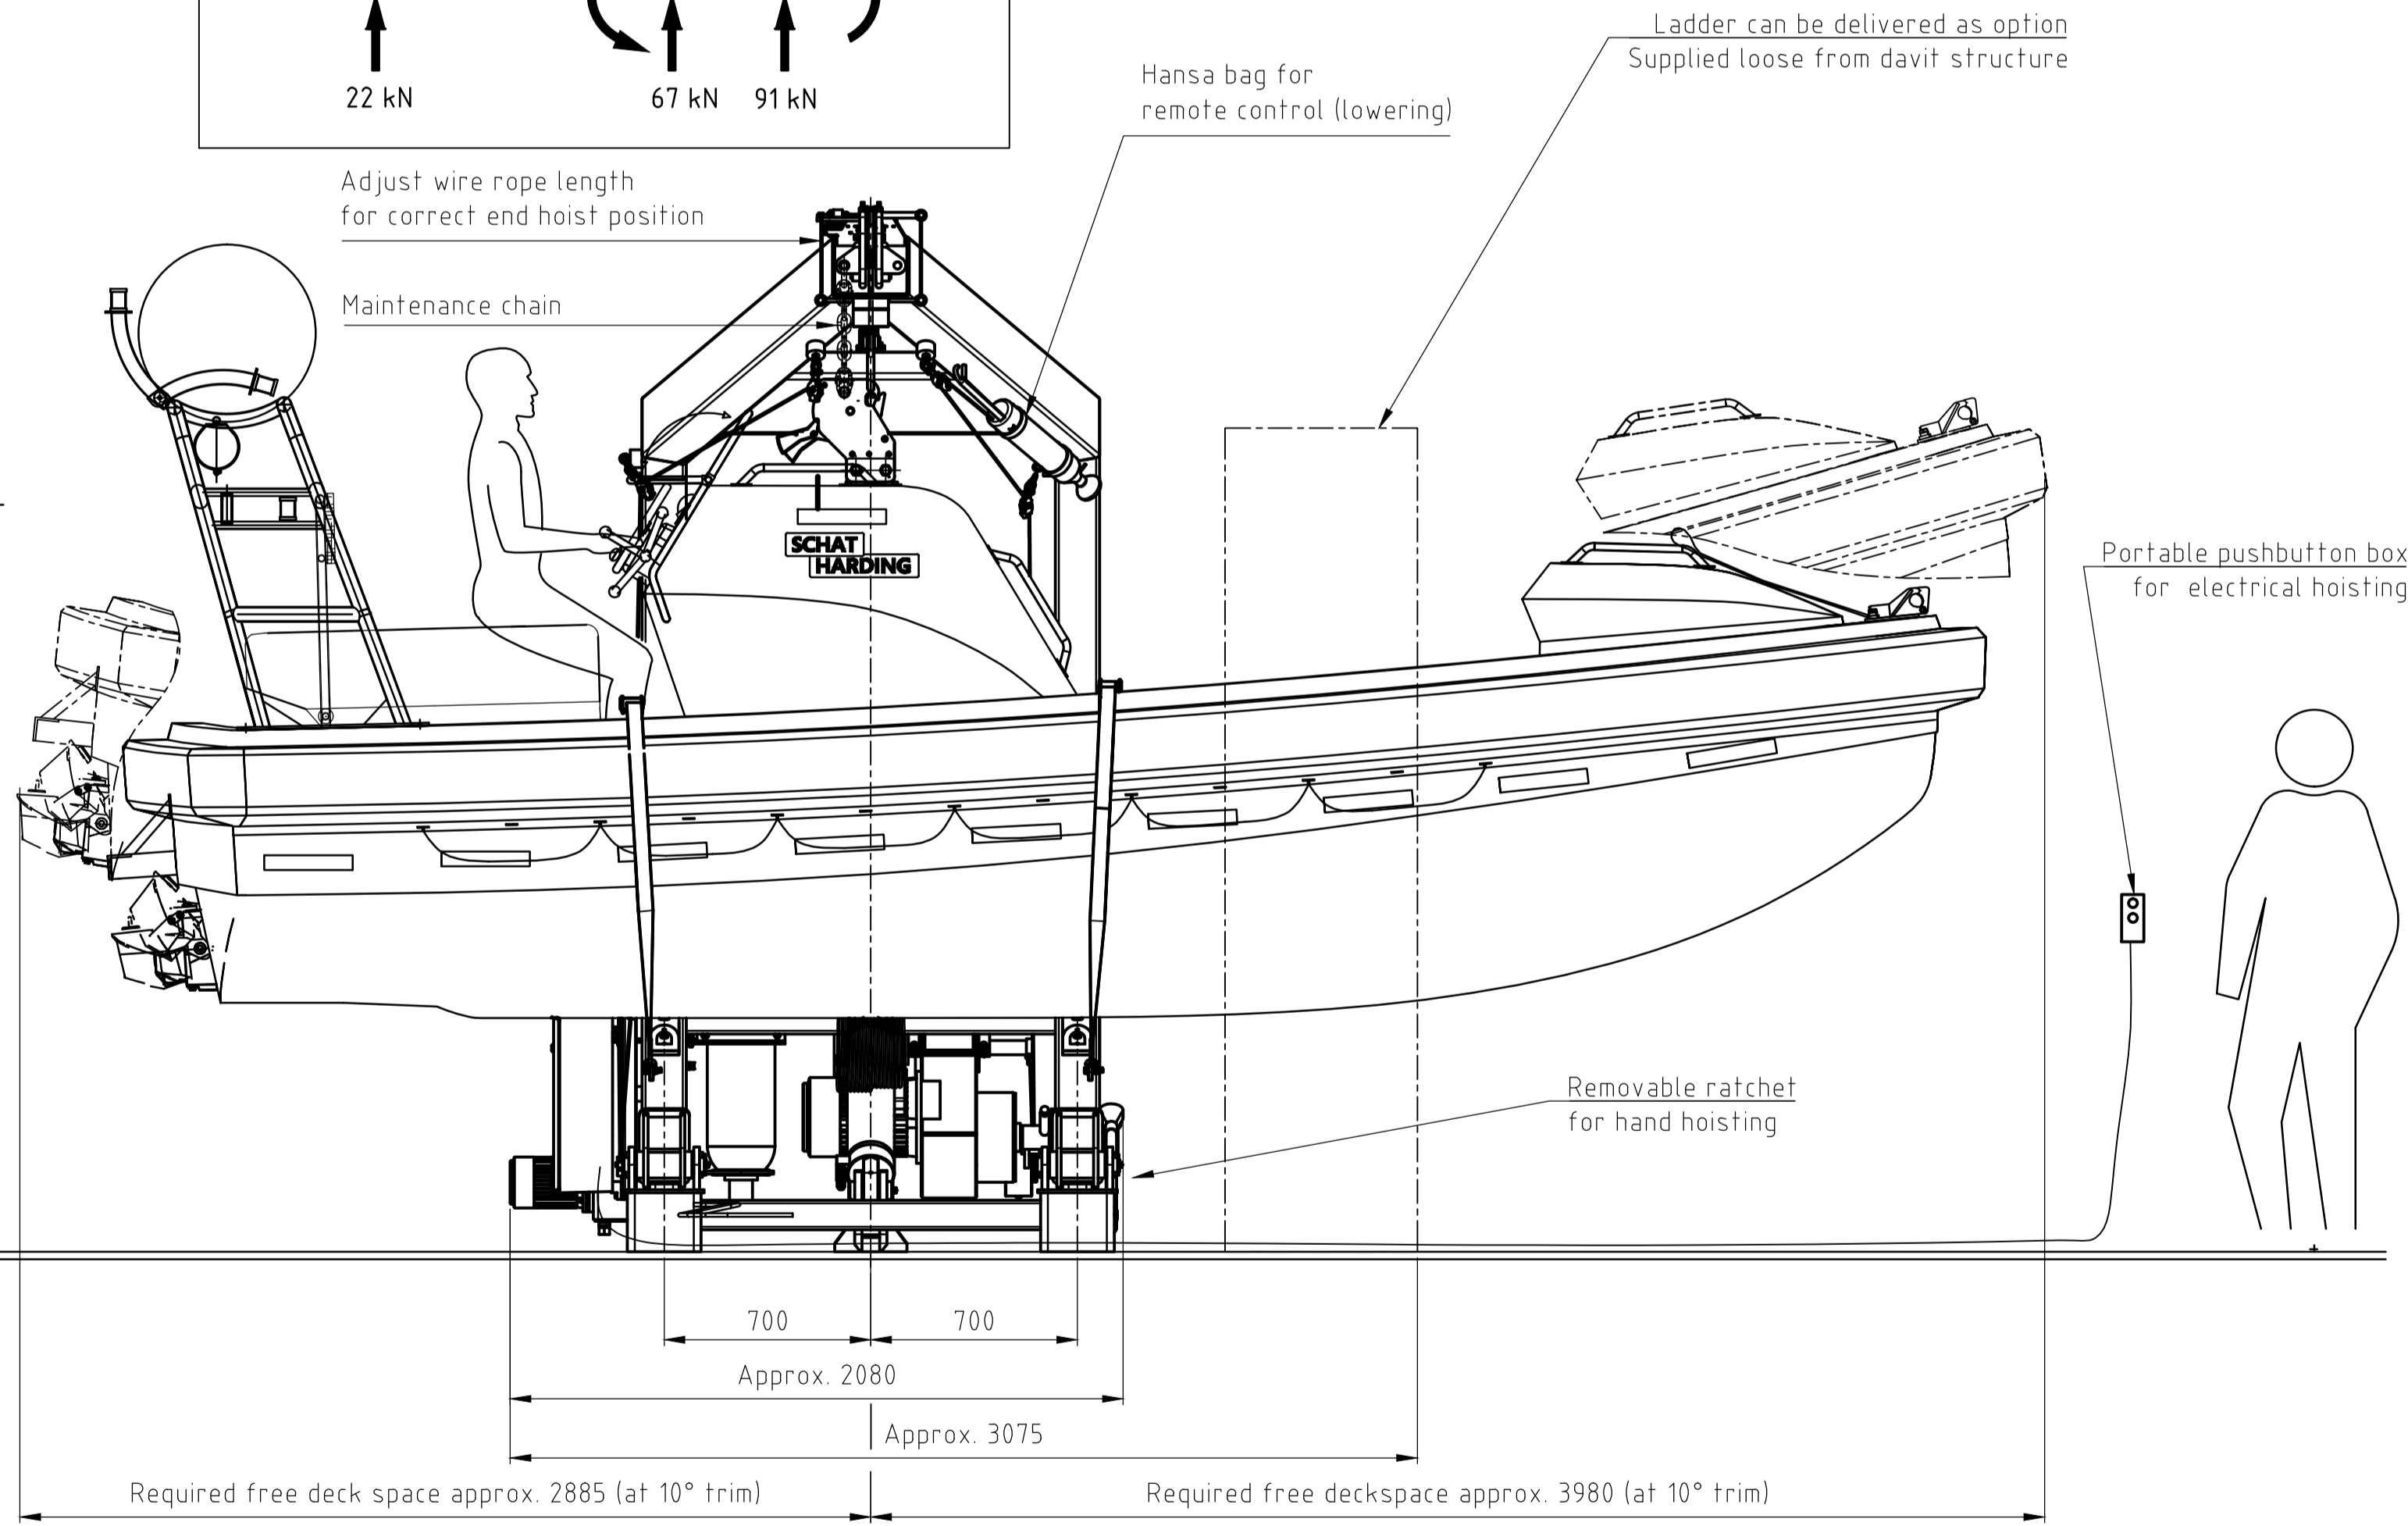 22 kN
67 kN
91 kN
Ladder can be delivered as option
Supplied loose from davit structure
Hansa bag for
remote control (lowering)
Adjust wire rope length
for correct end hoist position
Maintenance chain
SCHAT
HARDING
Portable pushbutton box
for electrical hoisting
Removable ratchet
for hand hoisting
700
700
Approx. 2080
Approx. 3075
Required free deck space approx. 2885 (at 10° trim)
Required free deckspace approx. 3980 (at 10° trim)